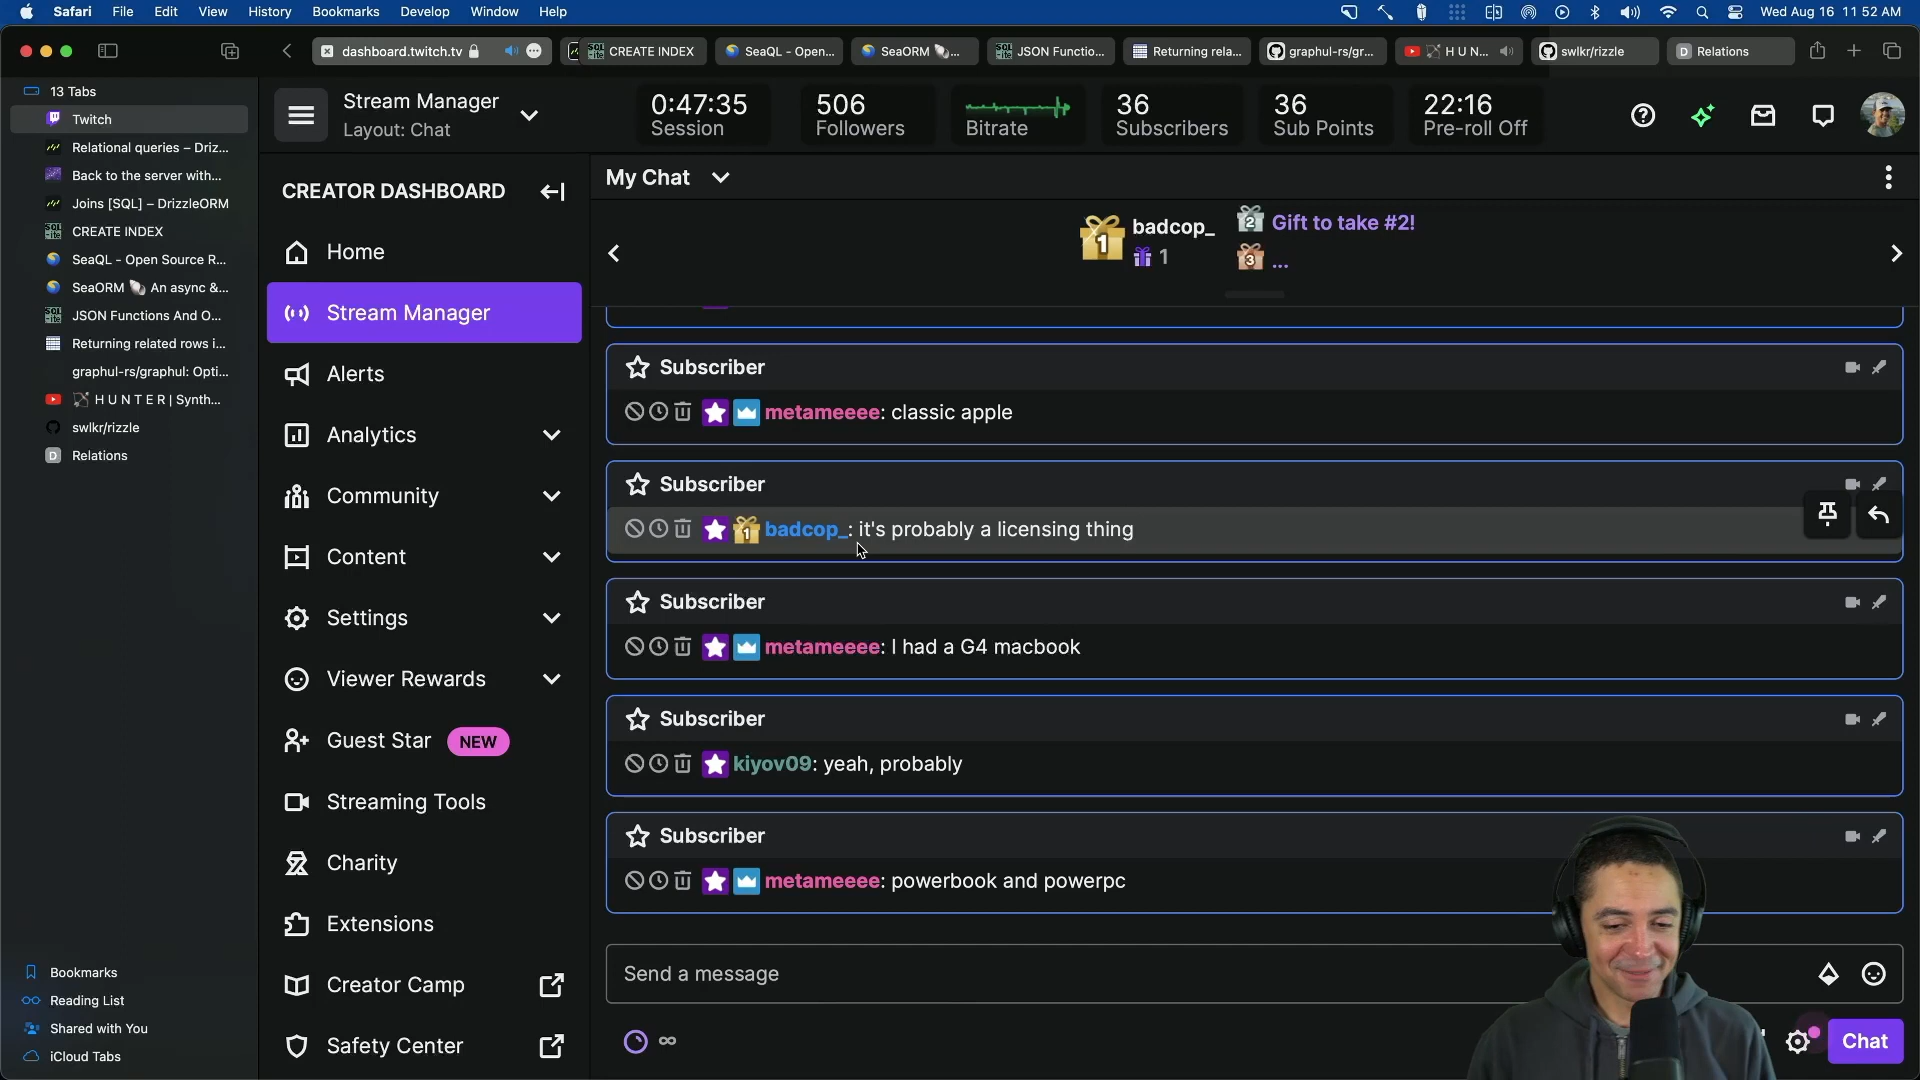 Safari File Edit View History Bookmarks Develop Window Help Wed Aug 16 11 52 AM
dashboard.twitch.tv CREATE INDEX SeaQL - Open... SeaORM 🐚... JSON Functio... Returning rela... graphul-rs/gr... H U N... swlkr/rizzle Relations
13 Tabs
Twitch
Relational queries – Driz...
Back to the server with...
Joins [SQL] – DrizzleORM
CREATE INDEX
SeaQL - Open Source R...
SeaORM 🐚 An async &...
JSON Functions And O...
Returning related rows i...
graphul-rs/graphul: Opti...
H U N T E R | Synth...
swlkr/rizzle
Relations
Bookmarks
Reading List
Shared with You
iCloud Tabs
Stream Manager
Layout: Chat
0:47:35
Session
506
Followers
Bitrate
36
Subscribers
36
Sub Points
22:16
Pre-roll Off
CREATOR DASHBOARD
Home
Stream Manager
Alerts
Analytics
Community
Content
Settings
Viewer Rewards
Guest Star NEW
Streaming Tools
Charity
Extensions
Creator Camp
Safety Center
My Chat
1 badcop_
1
2 Gift to take #2!
3 ...
Subscriber
metameeee: classic apple
Subscriber
1 badcop_: it's probably a licensing thing
Subscriber
metameeee: I had a G4 macbook
Subscriber
kiyov09: yeah, probably
Subscriber
metameeee: powerbook and powerpc
Send a message
∞
Chat